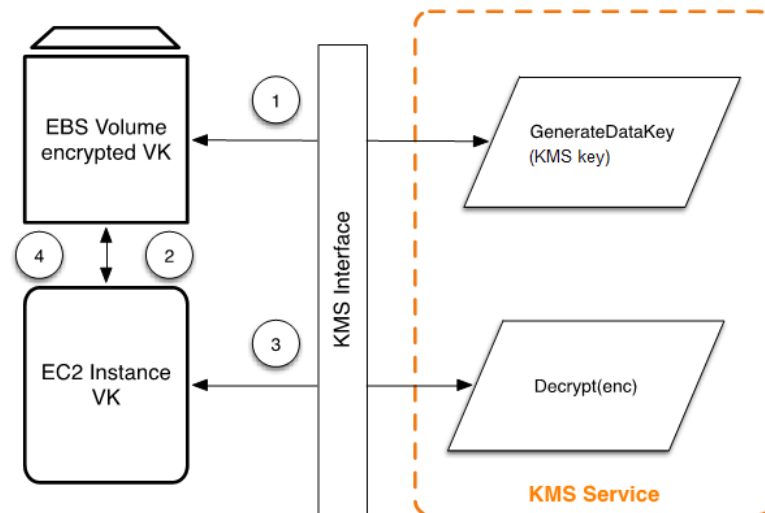 1
EBS Volume
encrypted VK
GenerateDataKey
(KMS key)
4
2
KMS Interface
3
EC2 Instance
VK
Decrypt(enc)
KMS Service